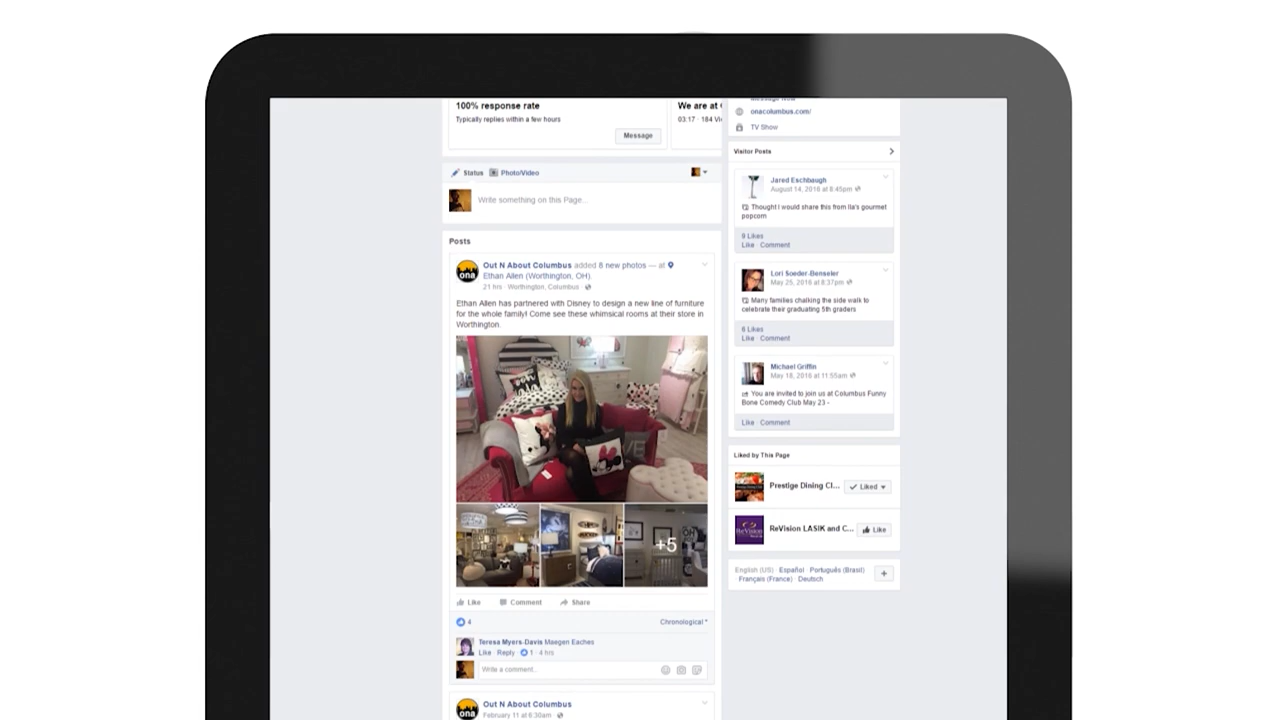 100% response rate
Typically replies within a few hours
Message
We are at
03:17 · 184 Vi
Status
Photo/Video
Write something on this Page...
Posts
ona
Out N About Columbus added 8 new photos — at
Ethan Allen (Worthington, OH).
21 hrs · Worthington, Columbus ·
Ethan Allen has partnered with Disney to design a new line of furniture
for the whole family! Come see these whimsical rooms at their store in
Worthington.
+5
Like
Comment
Share
4
Chronological
Teresa Myers-Davis Maegen Eaches
Like · Reply · 1 · 4 hrs
Write a comment...
ona
Out N About Columbus
February 11 at 6:30am ·
Message Now
onacolumbus.com/
TV Show
Visitor Posts
Jared Eschbaugh
August 14, 2016 at 8:45pm
Thought I would share this from Ila's gourmet
popcorn
9 Likes
Like · Comment
Lori Soeder-Benseler
May 25, 2016 at 8:37pm
Many families chalking the side walk to
celebrate their graduating 5th graders
6 Likes
Like · Comment
Michael Griffin
May 18, 2016 at 11:55am
You are invited to join us at Columbus Funny
Bone Comedy Club May 23 -
Like · Comment
Liked by This Page
Prestige Dining Cl...
Liked
ReVision
ReVision LASIK and C...
Like
English (US) · Español · Português (Brasil)
· Français (France) · Deutsch
+